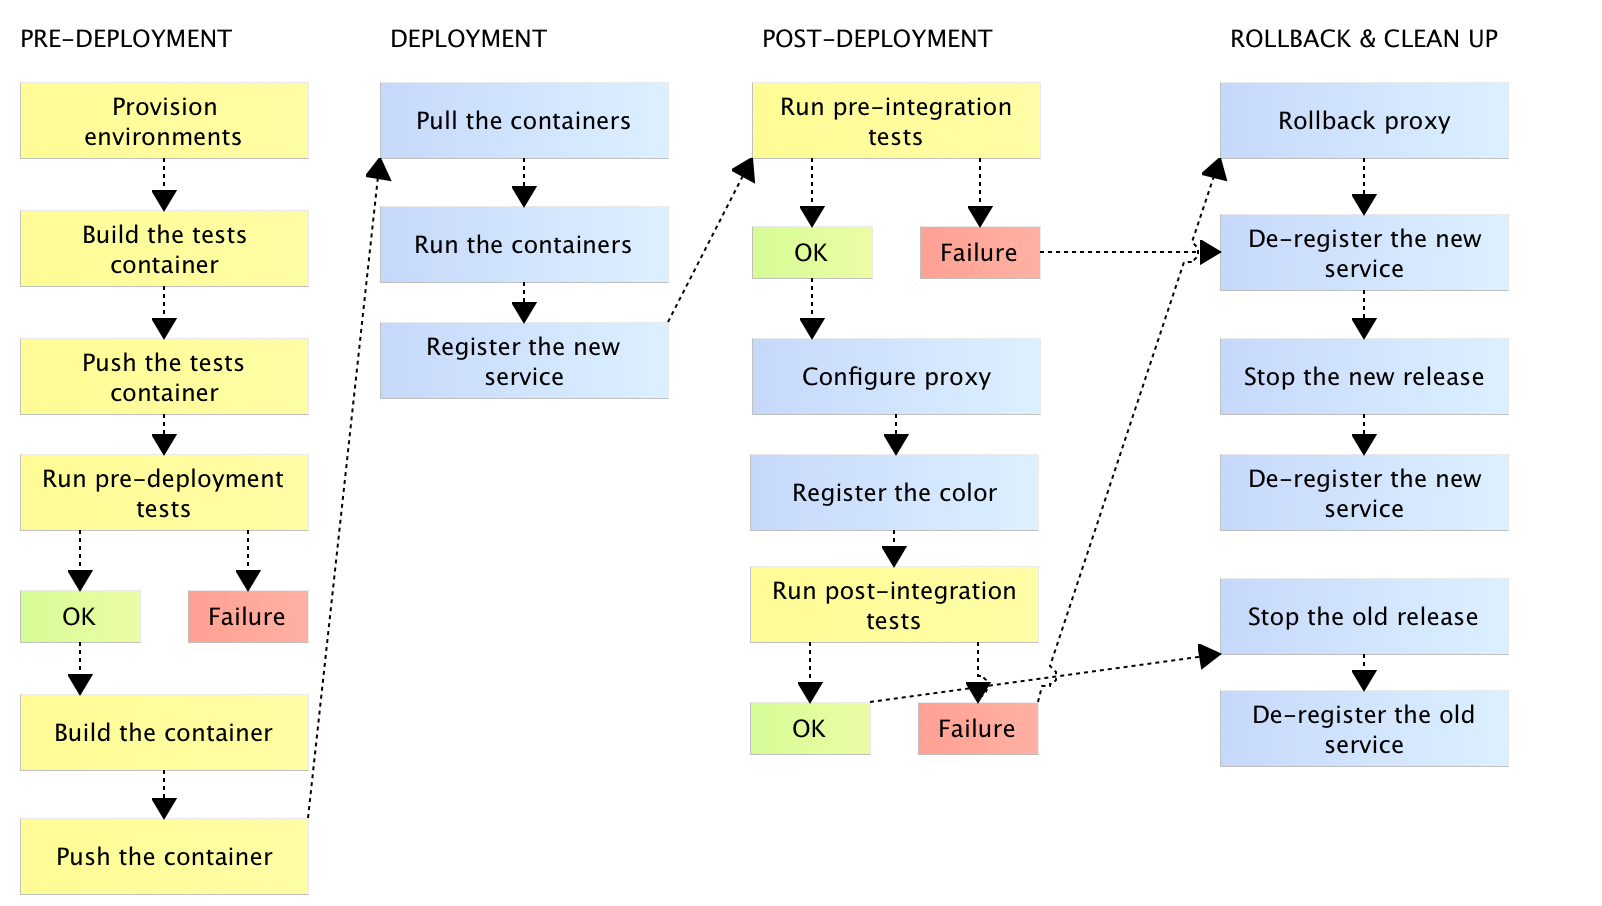 PRE-DEPLOYMENT
Provision
environments
Build the tests
container
Push the tests
container
Run pre-deployment
tests
OK
Failure
Build the container
Push the container
DEPLOYMENT
Pull the containers
Run the containers
Register the new
service
POST-DEPLOYMENT
Run pre-integration
tests
OK
Failure
Configure proxy
Register the color
Run post-integration
tests
OK
Failure
ROLLBACK & CLEAN UP
Rollback proxy
De-register the new
service
Stop the new release
De-register the new
service
Stop the old release
De-register the old
service